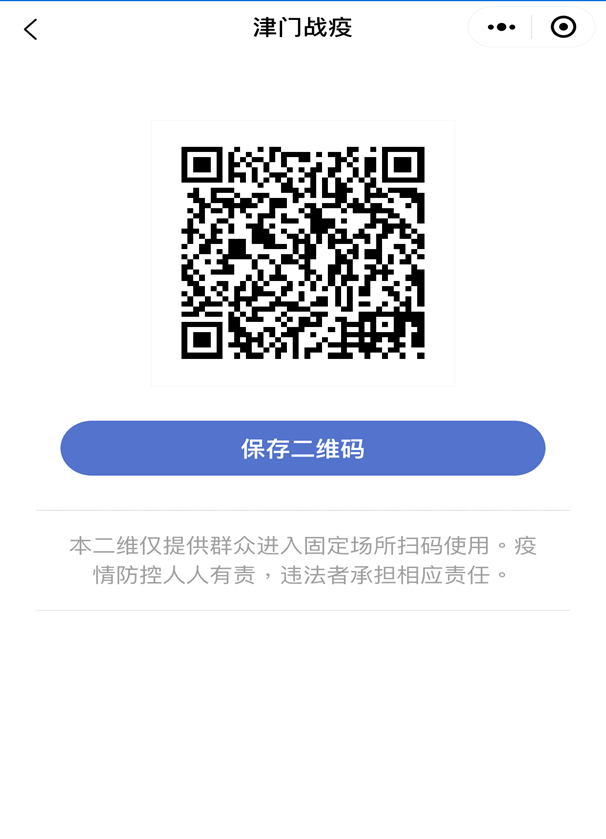 津门战疫
保存二维码
本二维仅提供群众进入固定场所扫码使用。疫
情防控人人有责，违法者承担相应责任。